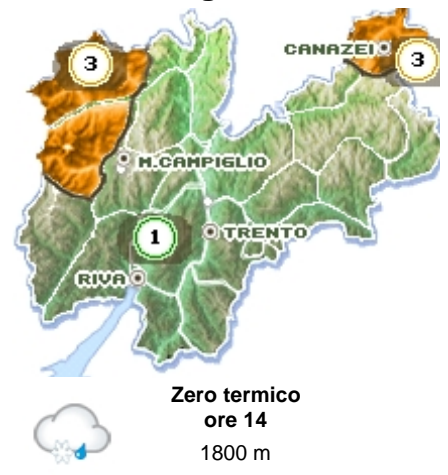 CANAZEI
3
3
M.CAMPIGLIO
1
TRENTO
RIVA
Zero termico
ore 14
1800 m